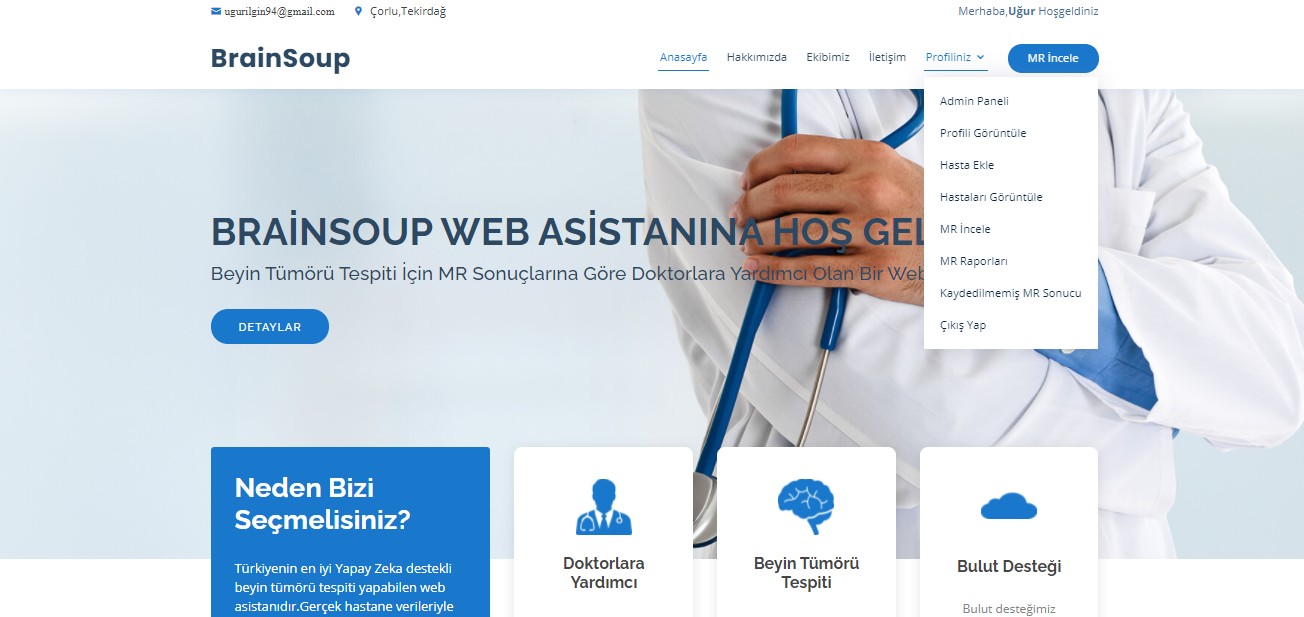 ugurilgin94@gmail.com Çorlu,Tekirdağ Merhaba,Uğur Hoşgeldiniz
BrainSoup Anasayfa Hakkımızda Ekibimiz İletişim Profiliniz MR İncele
Admin Paneli
Profili Görüntüle
Hasta Ekle
Hastaları Görüntüle
MR İncele
MR Raporları
Kaydedilmemiş MR Sonucu
Çıkış Yap
BRAİNSOUP WEB ASİSTANINA HOŞ GEL
Beyin Tümörü Tespiti İçin MR Sonuçlarına Göre Doktorlara Yardımcı Olan Bir Web
DETAYLAR
Neden Bizi
Seçmelisiniz?
Türkiyenin en iyi Yapay Zeka destekli
beyin tümörü tespiti yapabilen web
asistanıdır.Gerçek hastane verileriyle
Doktorlara
Yardımcı
Beyin Tümörü
Tespiti
Bulut Desteği
Bulut desteğimiz